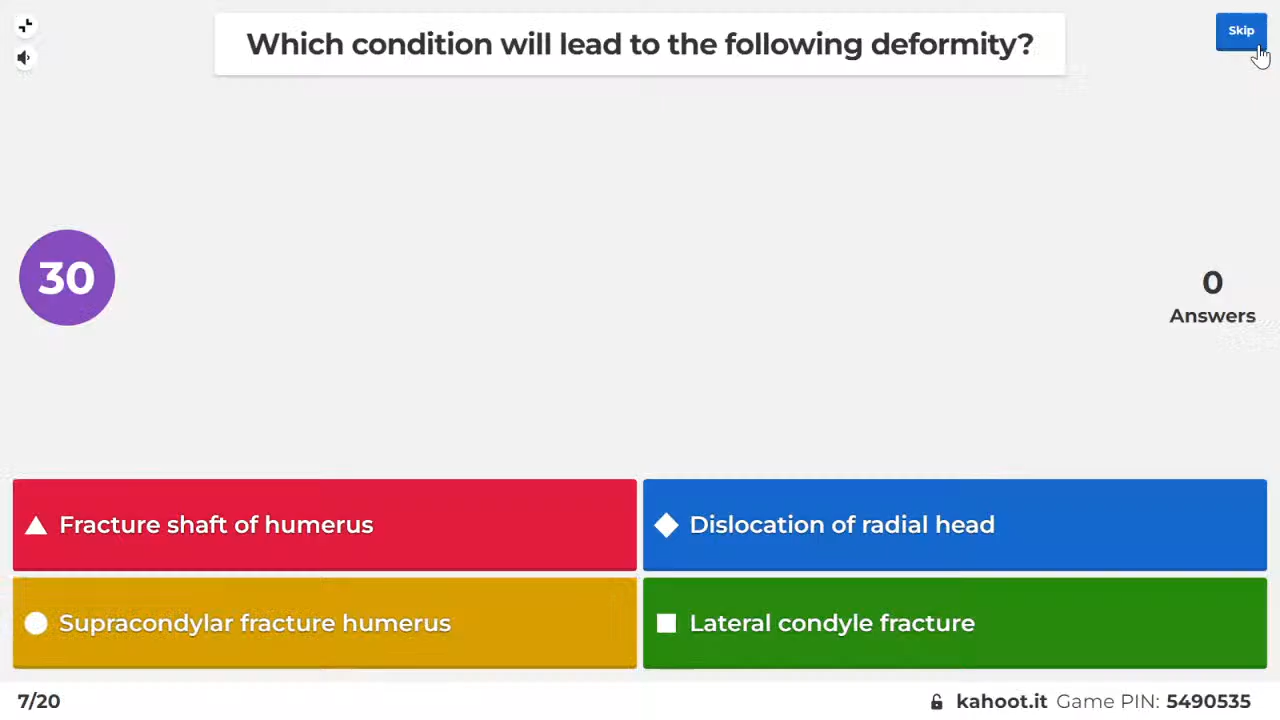 Which condition will lead to the following deformity?
Skip
30
0
Answers
Fracture shaft of humerus
Dislocation of radial head
Supracondylar fracture humerus
Lateral condyle fracture
7/20
kahoot.it Game PIN: 5490535